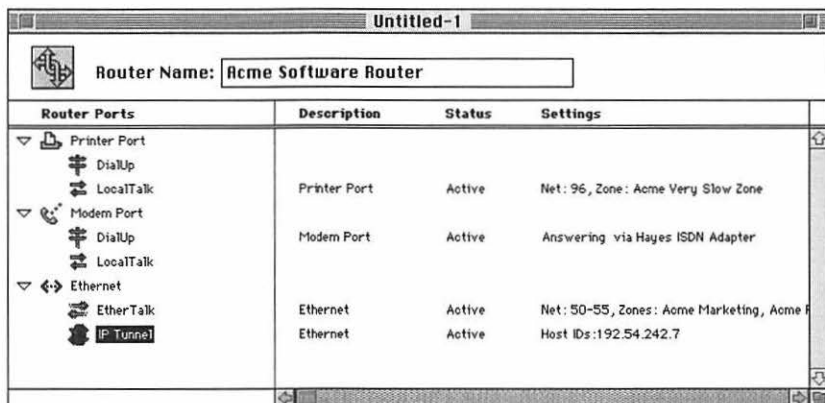 Untitled-1
Router Name: Acme Software Router
Router Ports Description Status Settings
Printer Port
DialUp
LocalTalk Printer Port Active Net: 96, Zone: Acme Very Slow Zone
Modem Port
DialUp Modem Port Active Answering via Hayes ISDN Adapter
LocalTalk
Ethernet
EtherTalk Ethernet Active Net: 50-55, Zones: Acme Marketing, Acme
IP Tunnel Ethernet Active Host IDs:192.54.242.7